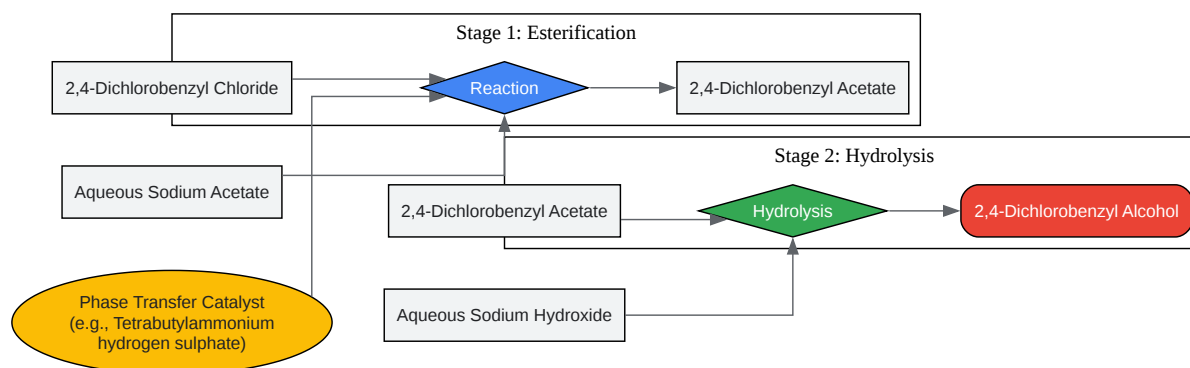 Stage 1: Esterification
2,4-Dichlorobenzyl Chloride
Reaction
2,4-Dichlorobenzyl Acetate
Aqueous Sodium Acetate
Stage 2: Hydrolysis
2,4-Dichlorobenzyl Acetate
Hydrolysis
2,4-Dichlorobenzyl Alcohol
Phase Transfer Catalyst
(e.g., Tetrabutylammonium
hydrogen sulphate)
Aqueous Sodium Hydroxide